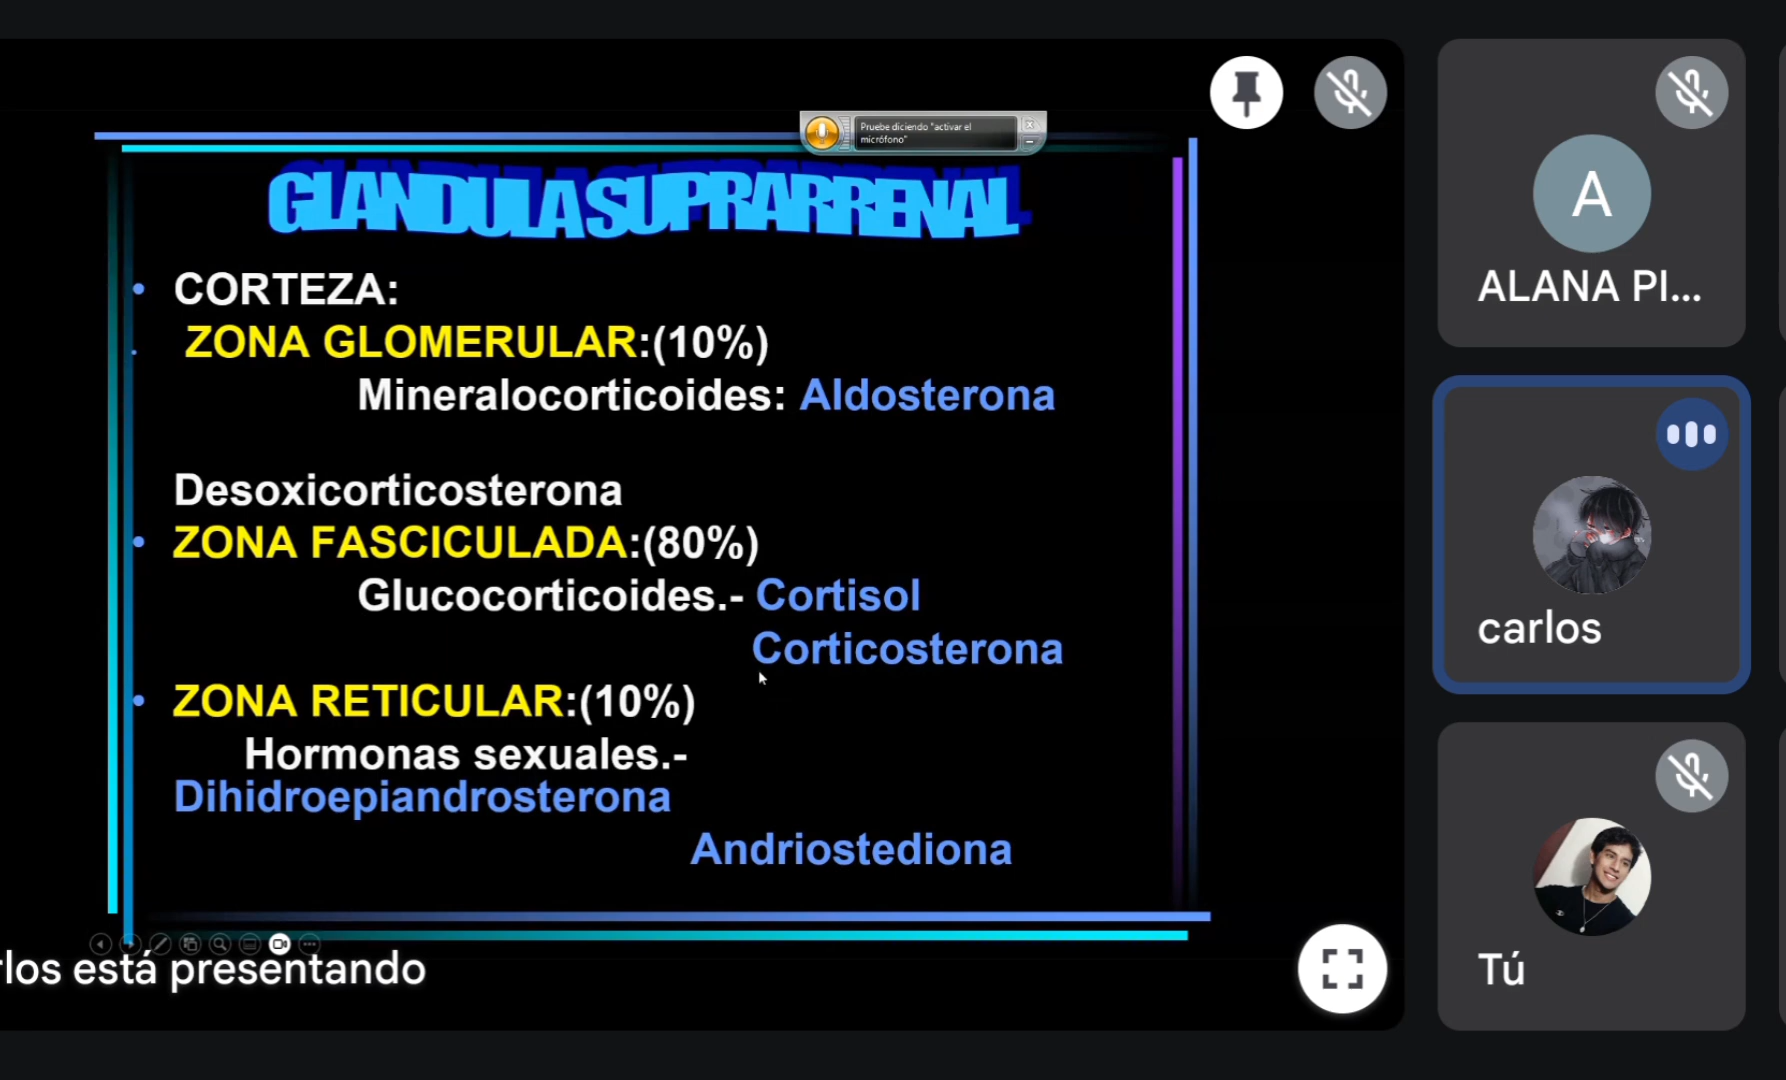 Pruebe diciendo "activar el
micrófono"
GLANDULA SUPRARRENAL
CORTEZA:
ZONA GLOMERULAR:(10%)
Mineralocorticoides: Aldosterona
Desoxicorticosterona
ZONA FASCICULADA:(80%)
Glucocorticoides.- Cortisol
Corticosterona
ZONA RETICULAR:(10%)
Hormonas sexuales.-
Dihidroepiandrosterona
Andriostediona
rlos está presentando
A
ALANA PI...
carlos
Tú